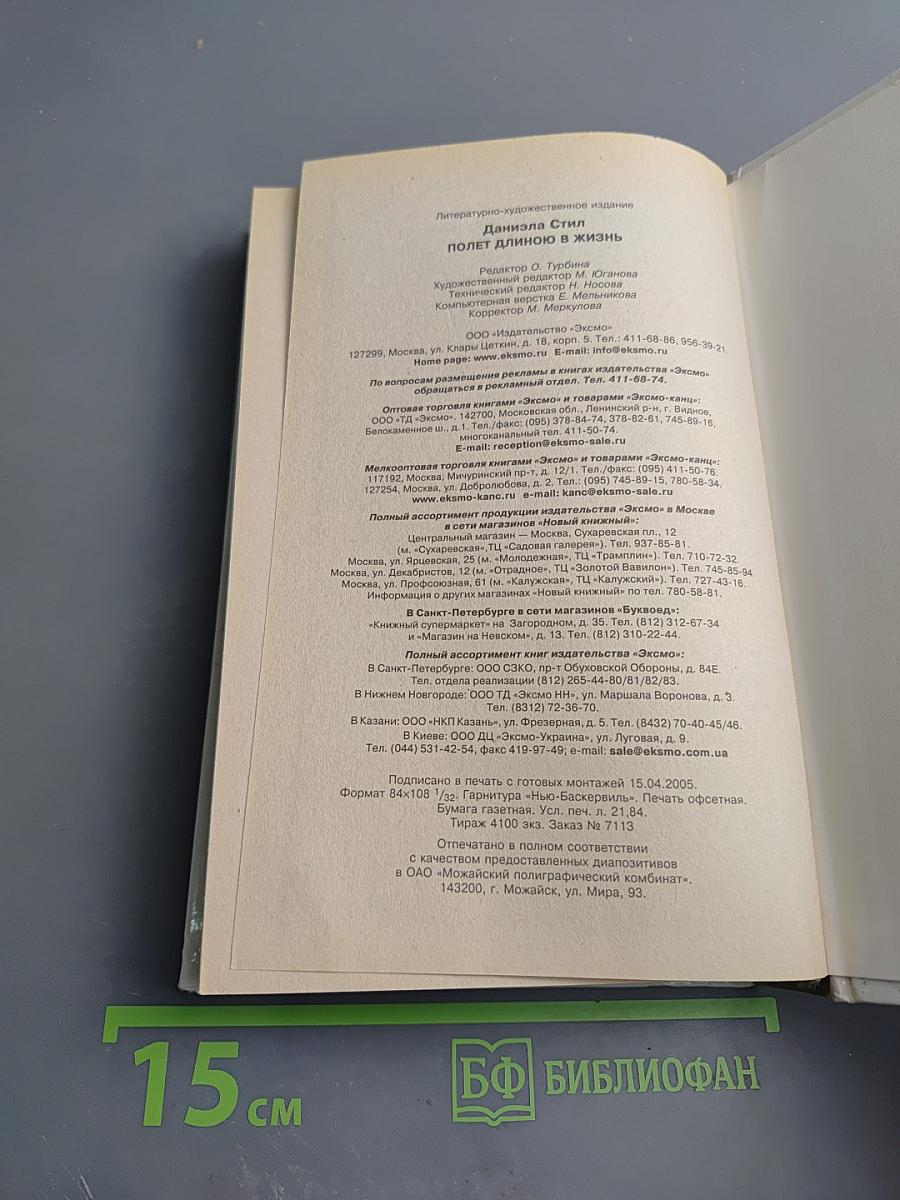 Литературно-художественное издание
Даниэла Стил
ПОЛЕТ ДЛИНОЮ В ЖИЗНЬ
Редактор О. Турбина
Художественный редактор М. Юганова
Технический редактор Н. Носова
Компьютерная верстка Е. Мельникова
Корректор М. Меркулова
ООО «Издательство «Эксмо»
127299, Москва, ул. Клары Цеткин, д. 18, корп. 5. Тел.: 411-68-86, 956-39-21
Home page: www.eksmo.ru E-mail: info@eksmo.ru
По вопросам размещения рекламы в книгах издательства «Эксмо»
обращаться в рекламный отдел. Тел. 411-68-74.
Оптовая торговля книгами «Эксмо» и товарами «Эксмо-канц»:
ООО «ТД «Эксмо». 142700, Московская обл., Ленинский р-н, г. Видное,
Белокаменное ш., д.1. Тел./факс: (095) 378-84-74, 378-82-61, 745-89-16,
многоканальный тел. 411-50-74.
E-mail: reception@eksmo-sale.ru
Мелкооптовая торговля книгами «Эксмо» и товарами «Эксмо-канц»:
117192, Москва, Мичуринский пр-т, д. 12/1. Тел./факс: (095) 411-50-76.
127254, Москва, ул. Добролюбова, д. 2. Тел.: (095) 745-89-15, 780-58-34.
www.eksmo-kanc.ru e-mail: kanc@eksmo-sale.ru
Полный ассортимент продукции издательства «Эксмо» в Москве
в сети магазинов «Новый книжный»:
Центральный магазин — Москва, Сухаревская пл., 12
(м. «Сухаревская»,ТЦ «Садовая галерея»). Тел. 937-85-81.
Москва, ул. Ярцевская, 25 (м. «Молодежная», ТЦ «Трамплин»). Тел. 710-72-32.
Москва, ул. Декабристов, 12 (м. «Отрадное», ТЦ «Золотой Вавилон»). Тел. 745-85-94.
Москва, ул. Профсоюзная, 61 (м. «Калужская», ТЦ «Калужский»). Тел. 727-43-16.
Информация о других магазинах «Новый книжный» по тел. 780-58-81.
В Санкт-Петербурге в сети магазинов «Буквоед»:
«Книжный супермаркет» на Загородном, д. 35. Тел. (812) 312-67-34
и «Магазин на Невском», д. 13. Тел. (812) 310-22-44.
Полный ассортимент книг издательства «Эксмо»:
В Санкт-Петербурге: ООО СЗКО, пр-т Обуховской Обороны, д. 84Е.
Тел. отдела реализации (812) 265-44-80/81/82/83.
В Нижнем Новгороде: ООО ТД «Эксмо НН», ул. Маршала Воронова, д. 3.
Тел. (8312) 72-36-70.
В Казани: ООО «НКП Казань», ул. Фрезерная, д. 5. Тел. (8432) 70-40-45/46.
В Киеве: ООО ДЦ «Эксмо-Украина», ул. Луговая, д. 9.
Тел. (044) 531-42-54, факс 419-97-49; e-mail: sale@eksmo.com.ua
Подписано в печать с готовых монтажей 15.04.2005.
Формат 84×108 1/32. Гарнитура «Нью-Баскервиль». Печать офсетная.
Бумага газетная. Усл. печ. л. 21,84.
Тираж 4100 экз. Заказ № 7113
Отпечатано в полном соответствии
с качеством предоставленных диапозитивов
в ОАО «Можайский полиграфический комбинат».
143200, г. Можайск, ул. Мира, 93.
15 см
БФ БИБЛИОФАН